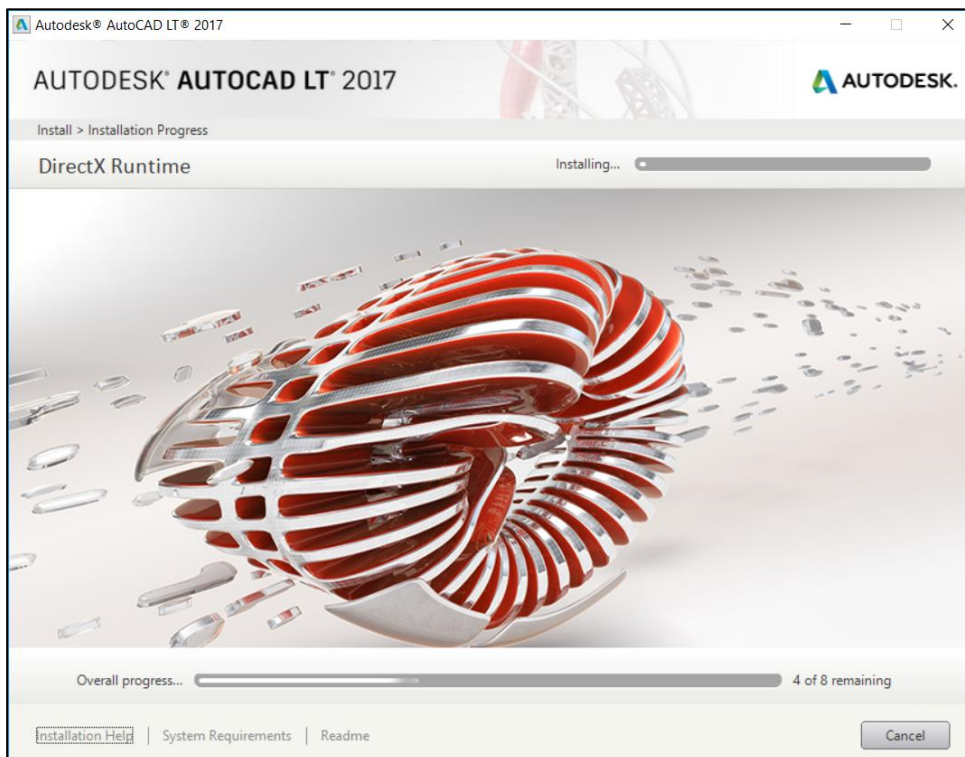 Autodesk® AutoCAD LT® 2017
AUTODESK® AUTOCAD LT® 2017
AUTODESK.
Install > Installation Progress
DirectX Runtime
Installing...
Overall progress...
4 of 8 remaining
Installation Help | System Requirements | Readme
Cancel